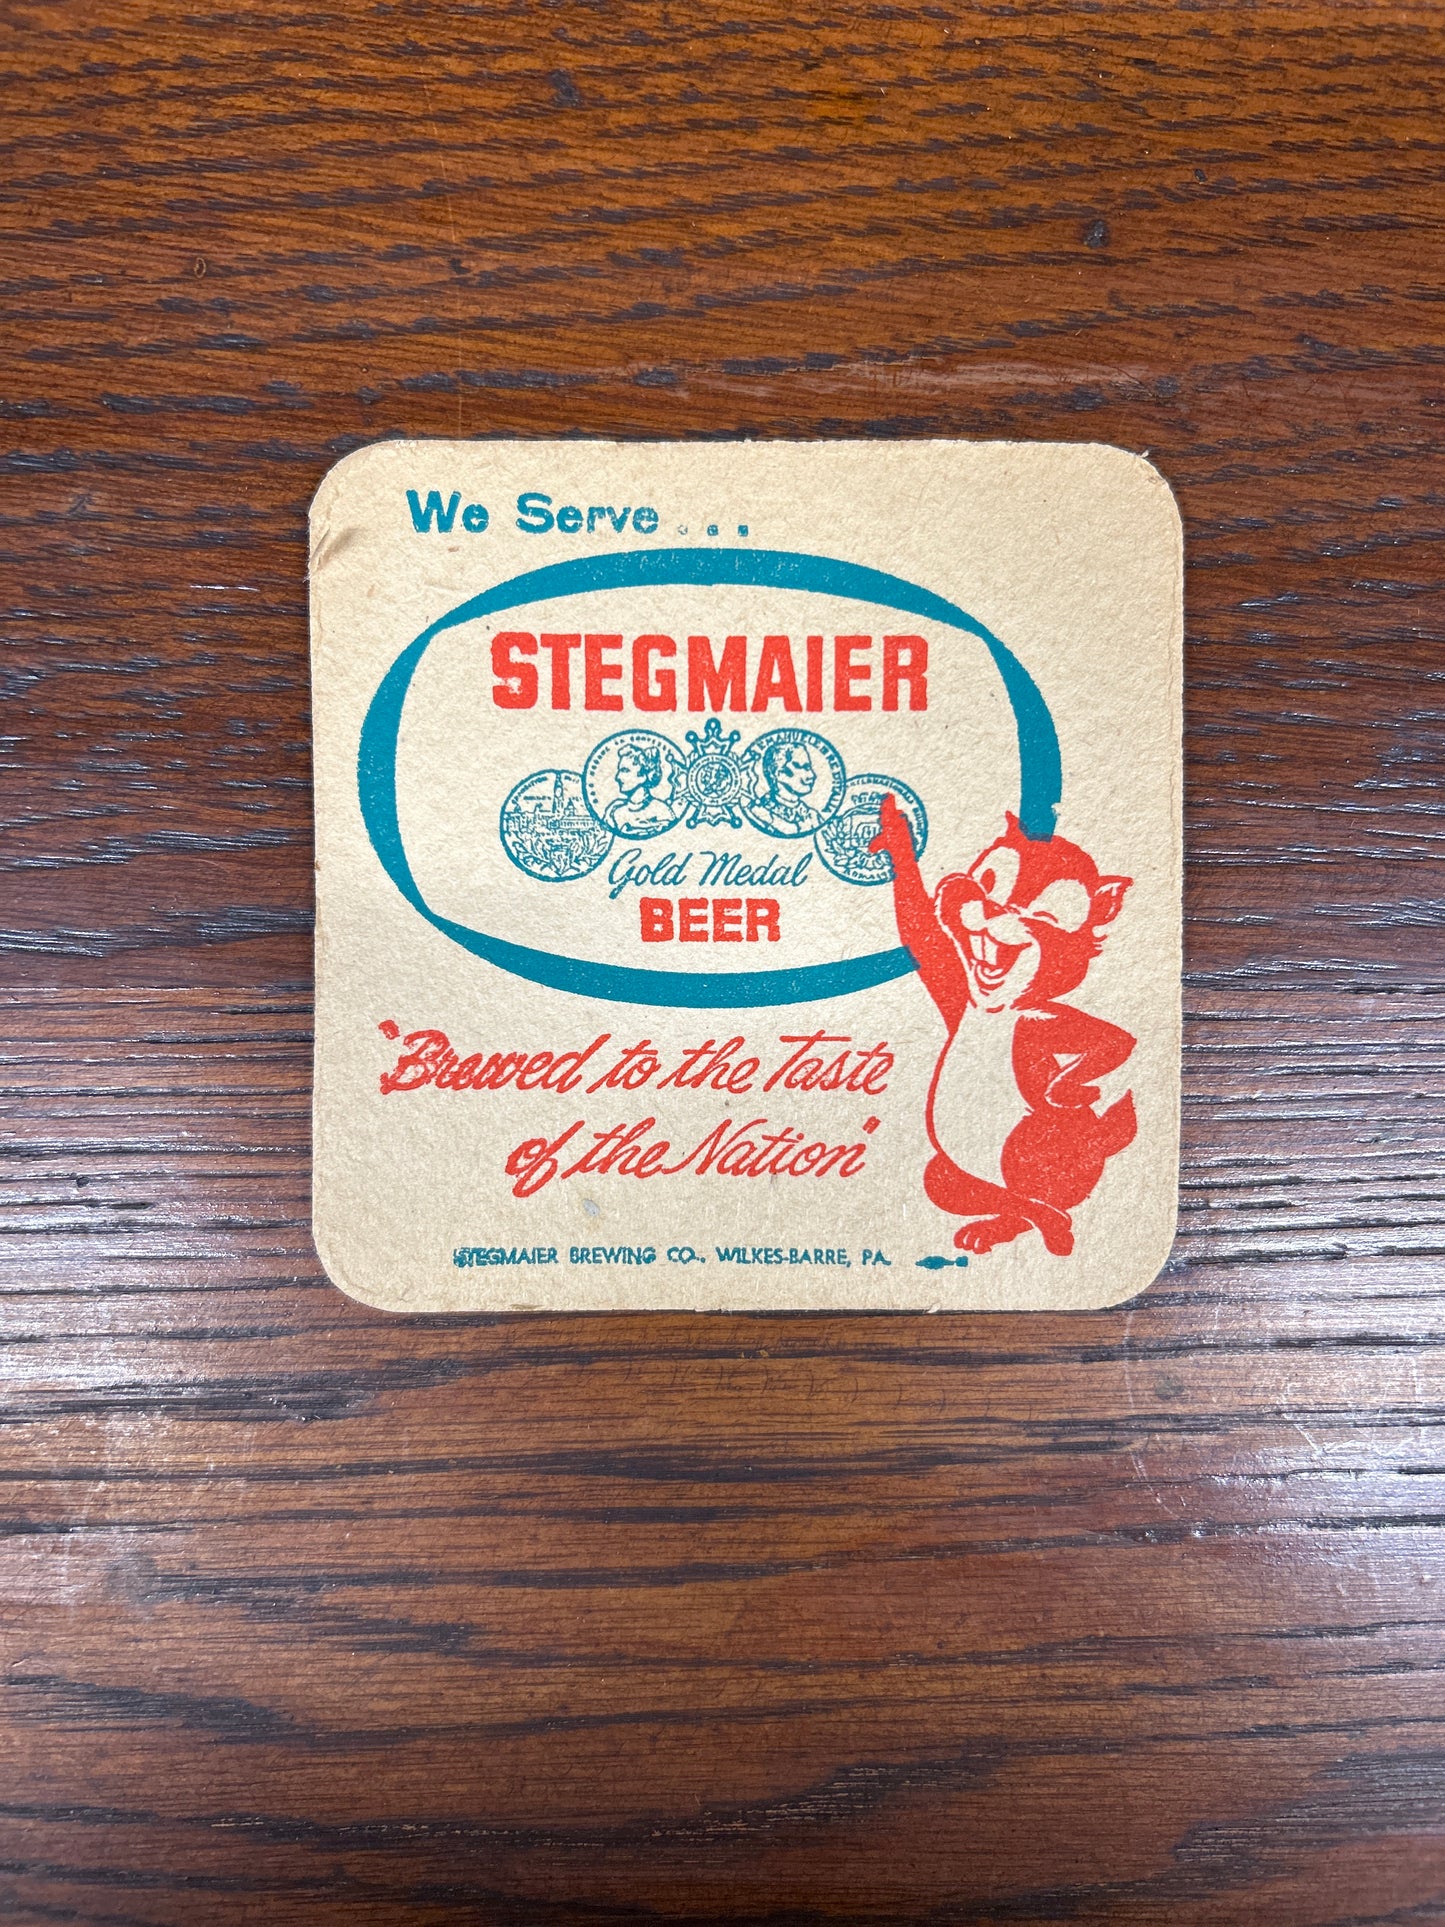 We Serve...
STEGMAIER
Gold Medal
BEER
"Brewed to the Taste
of the Nation"
STEGMAIER BREWING CO., WILKES-BARRE, PA.